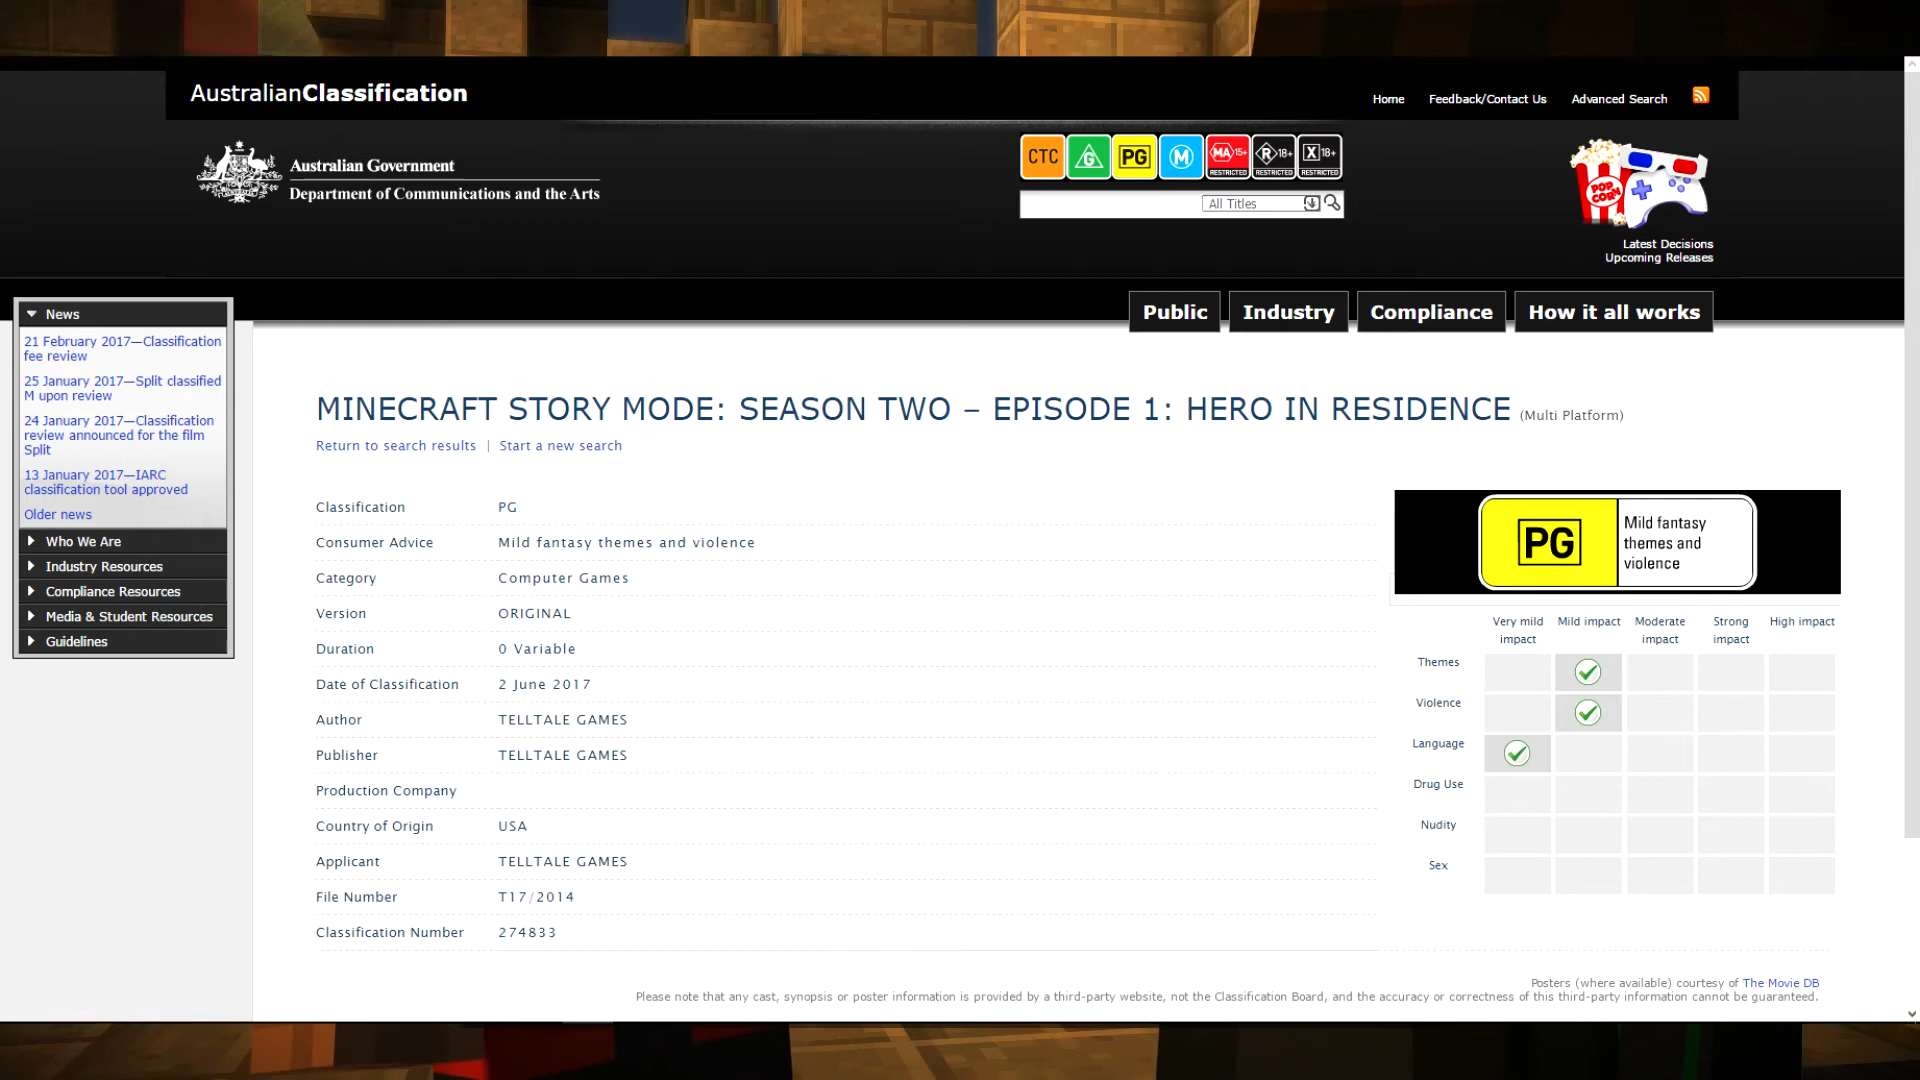 AustralianClassification
Home Feedback/Contact Us Advanced Search
Australian Government
Department of Communications and the Arts
CTC G PG M MA 15+ RESTRICTED R 18+ RESTRICTED X 18+ RESTRICTED
All Titles
POP CORN
Latest Decisions
Upcoming Releases
Public Industry Compliance How it all works
News
21 February 2017—Classification
fee review
25 January 2017—Split classified
M upon review
24 January 2017—Classification
review announced for the film
Split
13 January 2017—IARC
classification tool approved
Older news
Who We Are
Industry Resources
Compliance Resources
Media & Student Resources
Guidelines
MINECRAFT STORY MODE: SEASON TWO – EPISODE 1: HERO IN RESIDENCE (Multi Platform)
Return to search results | Start a new search
Classification PG
Consumer Advice Mild fantasy themes and violence
Category Computer Games
Version ORIGINAL
Duration 0 Variable
Date of Classification 2 June 2017
Author TELLTALE GAMES
Publisher TELLTALE GAMES
Production Company
Country of Origin USA
Applicant TELLTALE GAMES
File Number T17/2014
Classification Number 274833
PG
Mild fantasy
themes and
violence
Very mild Mild impact Moderate Strong High impact
impact impact impact
Themes
Violence
Language
Drug Use
Nudity
Sex
Posters (where available) courtesy of The Movie DB
Please note that any cast, synopsis or poster information is provided by a third-party website, not the Classification Board, and the accuracy or correctness of this third-party information cannot be guaranteed.